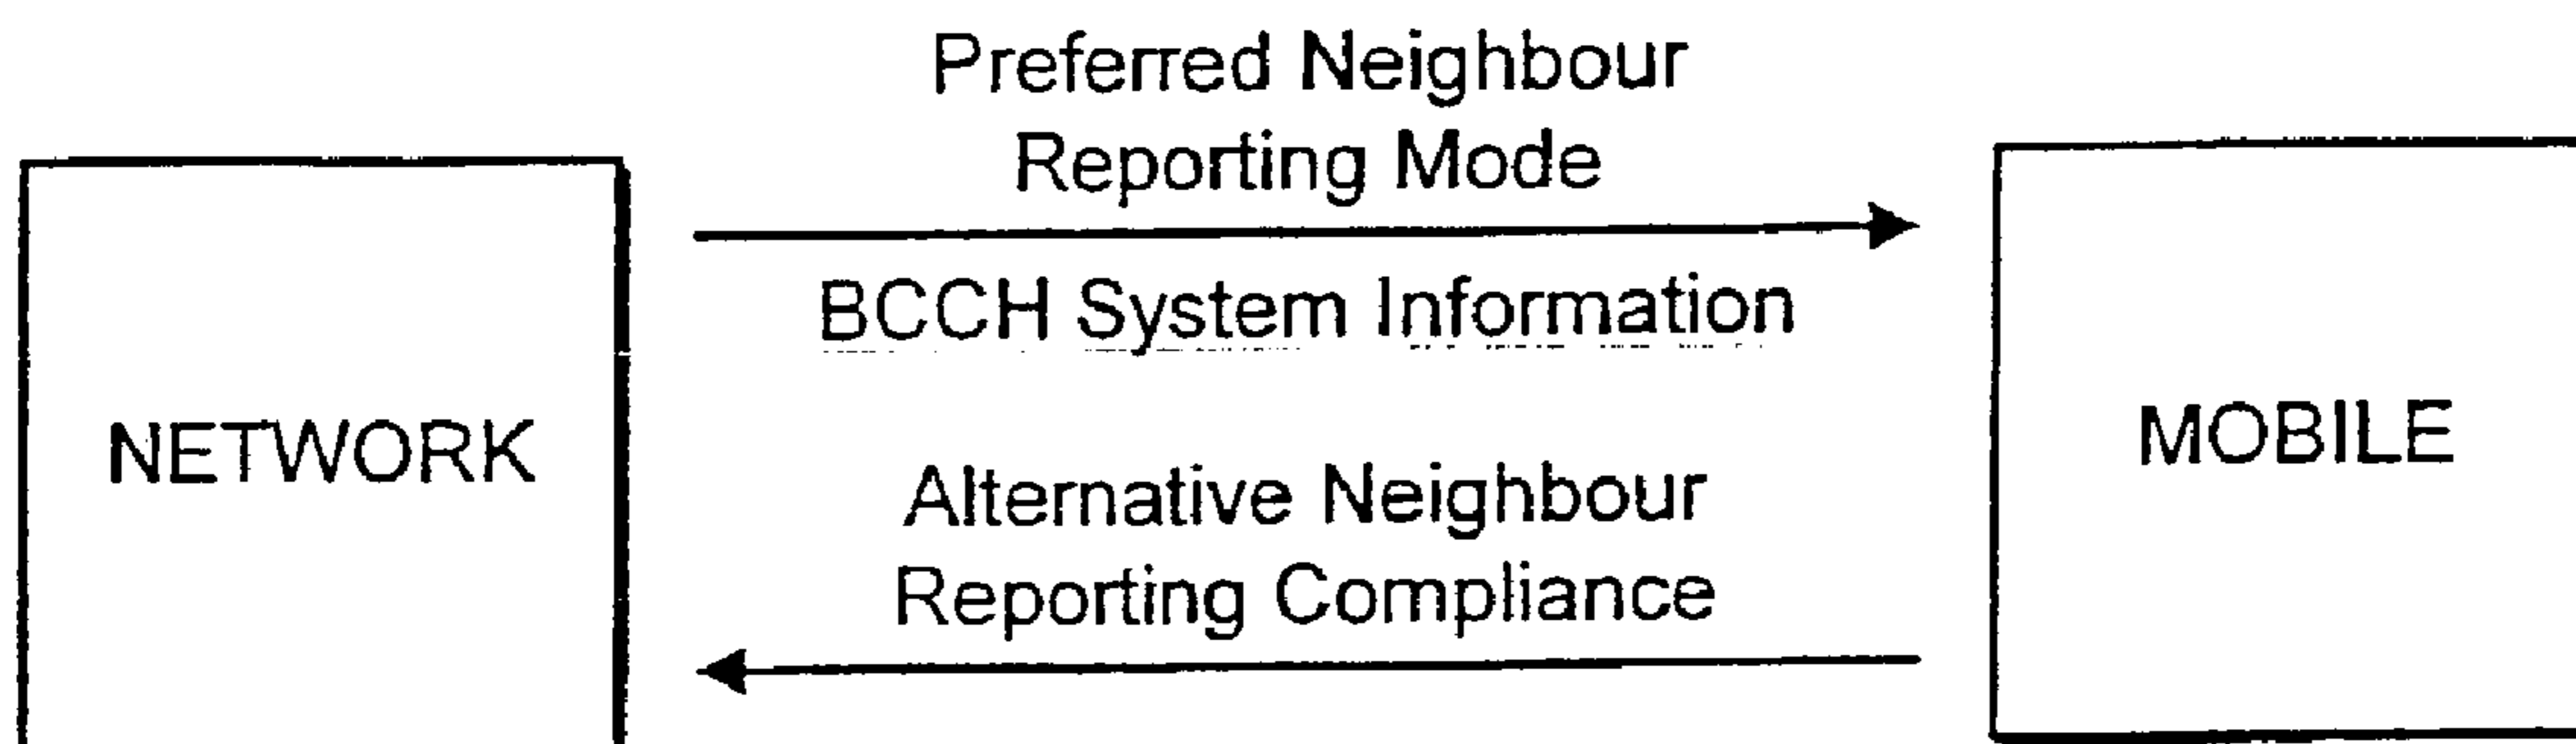 Preferred Neighbour
Reporting Mode
BCCH System Information
NETWORK
MOBILE
Alternative Neighbour
Reporting Compliance